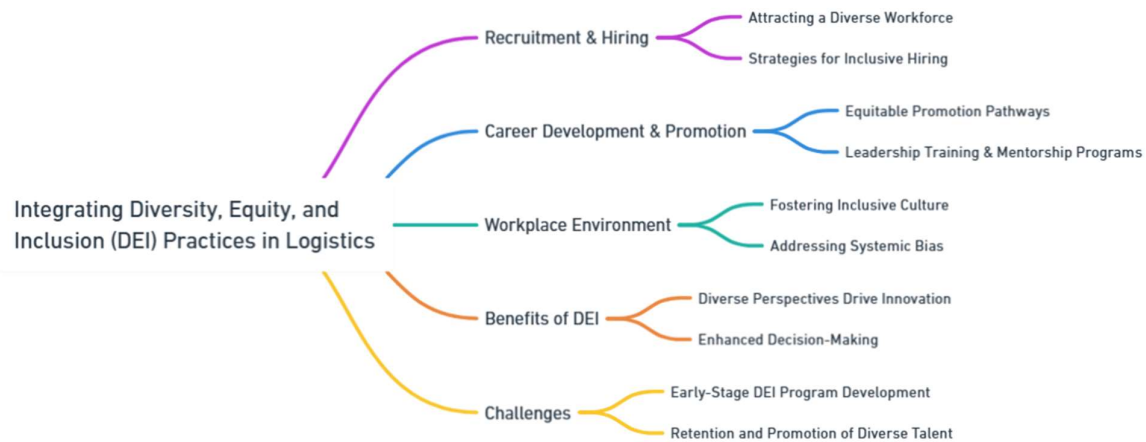 Integrating Diversity, Equity, and
Inclusion (DEI) Practices in Logistics
Recruitment & Hiring
Attracting a Diverse Workforce
Strategies for Inclusive Hiring
Career Development & Promotion
Equitable Promotion Pathways
Leadership Training & Mentorship Programs
Workplace Environment
Fostering Inclusive Culture
Addressing Systemic Bias
Benefits of DEI
Diverse Perspectives Drive Innovation
Enhanced Decision-Making
Challenges
Early-Stage DEI Program Development
Retention and Promotion of Diverse Talent